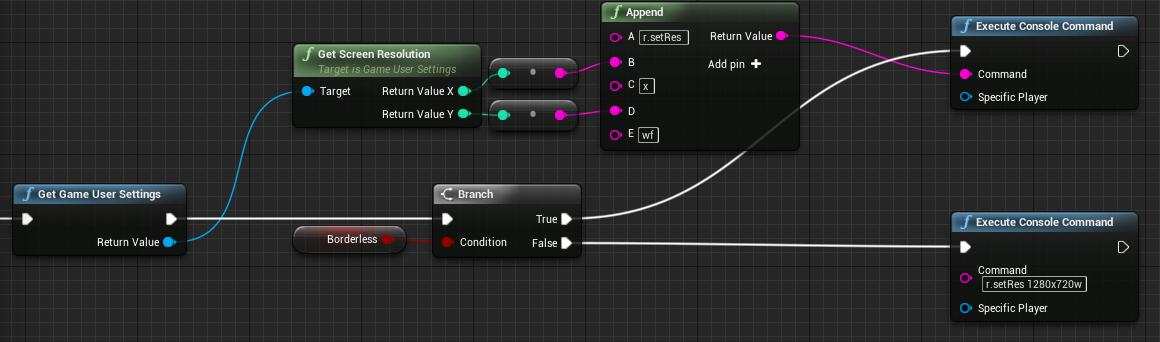 Append
A r.setRes Return Value
B Add pin
C x
D
E wf
Get Screen Resolution
Target is Game User Settings
Target Return Value X
Return Value Y
Execute Console Command
Command
Specific Player
Get Game User Settings
Return Value
Borderless
Branch
True
Condition False
Execute Console Command
Command
r.setRes 1280x720w
Specific Player